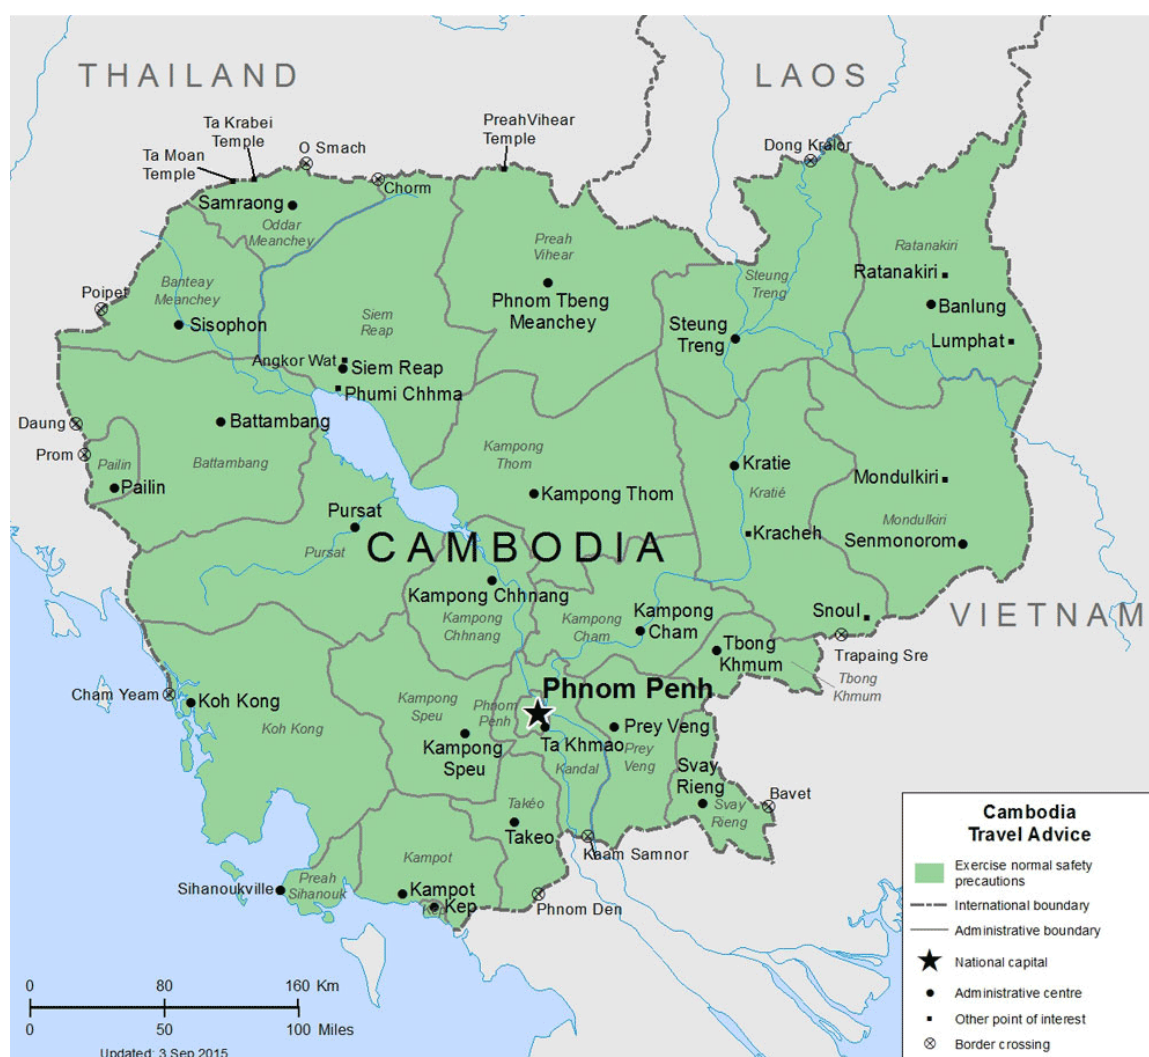 THAILAND
LAOS
Ta Krabei
Temple
Ta Moan
Temple
O Smach
Preah Vihear
Temple
Dong Kralor
Chorm
Samraong
Oddar
Meanchey
Preah
Vihear
Ratanakiri
Ratanakiri
Banteay
Meanchey
Steung
Treng
Poipet
Phnom Tbeng
Meanchey
Banlung
Sisophon
Siem
Reap
Steung
Treng
Lumphat
Angkor Wat
Siem Reap
Phumi Chhma
Daung
Battambang
Prom
Pailin
Battambang
Kampong
Thom
Kratie
Pailin
Kampong Thom
Kratié
Mondulkiri
Pursat
Pursat
CAMBODIA
Kracheh
Mondulkiri
Senmonorom
Kampong Chhnang
Kampong
Chhnang
Kampong
Cham
Kampong
Cham
Snoul
VIETNAM
Tbong
Khmum
Trapaing Sre
Tbong
Khmum
Cham Yeam
Koh Kong
Koh Kong
Kampong
Speu
Phnom
Penh
Phnom Penh
Kampong
Speu
Ta Khmao
Prey Veng
Kandal
Prey
Veng
Svay
Rieng
Svay
Rieng
Bavet
Takéo
Takeo
Kaam Samnor
Kampot
Sihanoukville
Preah
Sihanouk
Kampot
Kep
Kep
Phnom Den
Cambodia
Travel Advice
Exercise normal safety
precautions
International boundary
Administrative boundary
National capital
Administrative centre
Other point of interest
Border crossing
0 80 160 Km
0 50 100 Miles
Updated: 3 Sep 2015